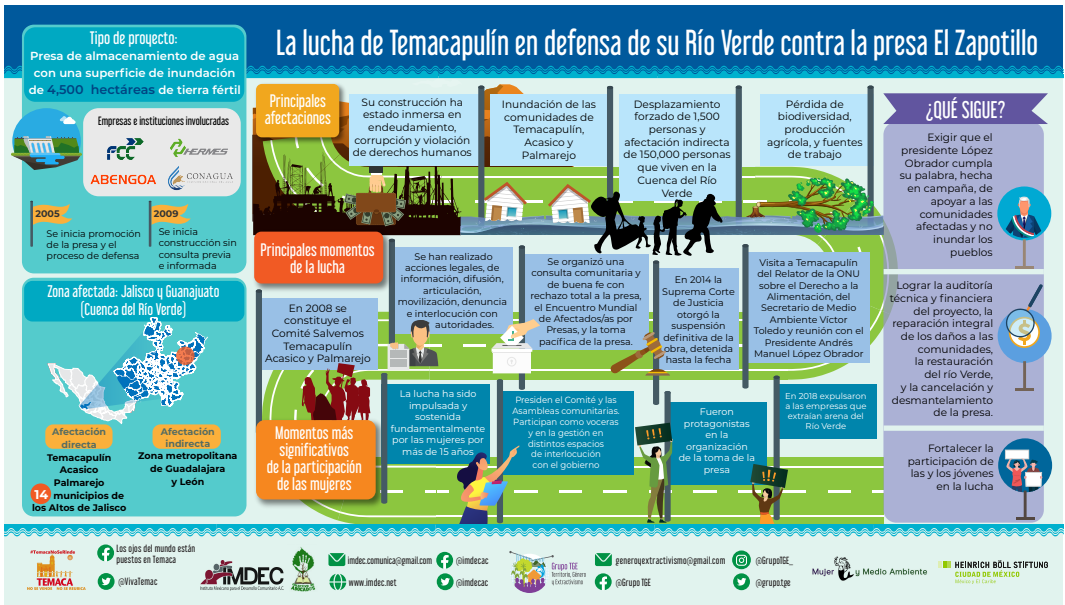 La lucha de Temacapulín en defensa de su Río Verde contra la presa El Zapotillo
Tipo de proyecto:
Presa de almacenamiento de agua
con una superficie de inundación
de 4,500 hectáreas de tierra fértil
Empresas e instituciones involucradas
FCC
HERMES
ABENGOA
CONAGUA
2005
Se inicia promoción
de la presa y el
proceso de defensa
2009
Se inicia
construcción sin
consulta previa
e informada
Zona afectada: Jalisco y Guanajuato
(Cuenca del Río Verde)
Afectación
directa
Temacapulín
Acasico
Palmarejo
14 municipios de
los Altos de Jalisco
Afectación
indirecta
Zona metropolitana
de Guadalajara
y León
Principales
afectaciones
Su construcción ha
estado inmersa en
endeudamiento,
corrupción y violación
de derechos humanos
Inundación de las
comunidades de
Temacapulín,
Acasico y
Palmarejo
Desplazamiento
forzado de 1,500
personas y
afectación indirecta
de 150,000 personas
que viven en la
Cuenca del Río
Verde
Pérdida de
biodiversidad,
producción
agrícola, y fuentes
de trabajo
Principales momentos
de la lucha
En 2008 se
constituye el
Comité Salvemos
Temacapulín
Acasico y Palmarejo
Se han realizado
acciones legales, de
información, difusión,
articulación,
movilización, denuncia
e interlocución con
autoridades.
Se organizó una
consulta comunitaria y
de buena fe con
rechazo total a la presa,
el Encuentro Mundial
de Afectados/as por
Presas, y la toma
pacífica de la presa.
En 2014 la
Suprema Corte
de Justicia
otorgó la
suspensión
definitiva de la
obra, detenida
hasta la fecha
Visita a Temacapulín
del Relator de la ONU
sobre el Derecho a la
Alimentación, del
Secretario de Medio
Ambiente Víctor
Toledo y reunión con el
Presidente Andrés
Manuel López Obrador
Momentos más
significativos
de la participación
de las mujeres
La lucha ha sido
impulsada y
sostenida
fundamentalmente
por las mujeres por
más de 15 años
Presiden el Comité y las
Asambleas comunitarias.
Participan como voceras
y en la gestión en
distintos espacios
de interlocución
con el gobierno
!!!
Fueron
protagonistas
en la
organización
de la toma de la
presa
!!!
En 2018 expulsaron
a las empresas que
extraían arena del
Río Verde
¿QUÉ SIGUE?
Exigir que el
presidente López
Obrador cumpla
su palabra, hecha
en campaña, de
apoyar a las
comunidades
afectadas y no
inundar los
pueblos
Lograr la auditoría
técnica y financiera
del proyecto, la
reparación integral
de los daños a las
comunidades,
la restauración
del río Verde,
y la cancelación y
desmantelamiento
de la presa.
Fortalecer la
participación de
las y los jóvenes
en la lucha
#TemacaNoSeRinde
TEMACA
NO SE VENDE NO SE INUNDA
Los ojos del mundo están
puestos en Temaca
@VivaTemac
IMDEC
Instituto Mexicano para el Desarrollo Comunitario A.C.
imdec.comunica@gmail.com
www.imdec.net
@imdecac
@imdecac
Grupo TGE
Territorio, Género
y Extractivismo
generoyextractivismo@gmail.com
@Grupo TGE
@GrupoTGE_
@grupotge
Mujer y Medio Ambiente
HEINRICH BÖLL STIFTUNG
CIUDAD DE MÉXICO
México y El Caribe